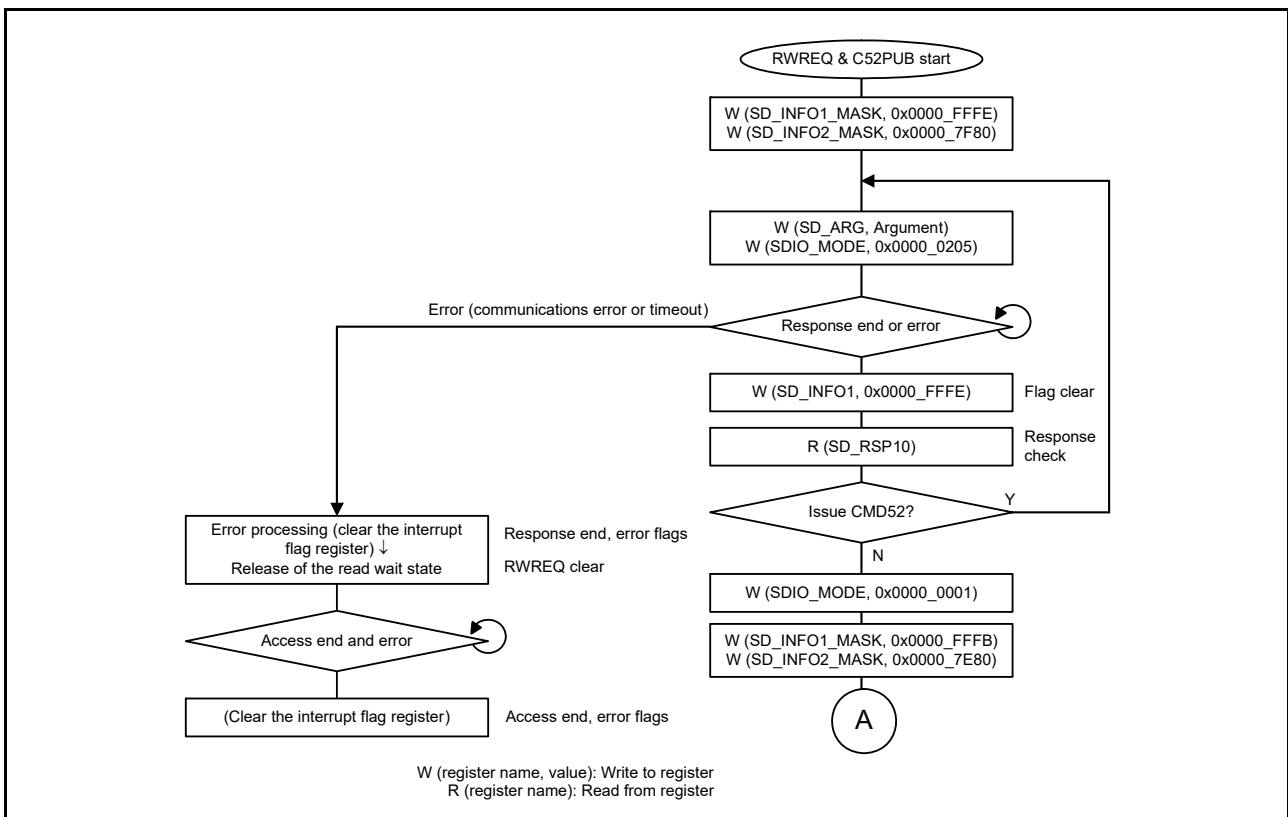 RWREQ & C52PUB start
W (SD_INFO1_MASK, 0x0000_FFFE)
W (SD_INFO2_MASK, 0x0000_7F80)
W (SD_ARG, Argument)
W (SDIO_MODE, 0x0000_0205)
Error (communications error or timeout)
Response end or error
W (SD_INFO1, 0x0000_FFFE)
Flag clear
R (SD_RSP10)
Response
check
Issue CMD52?
Y
N
Error processing (clear the interrupt
flag register) ↓
Release of the read wait state
Response end, error flags
RWREQ clear
W (SDIO_MODE, 0x0000_0001)
Access end and error
W (SD_INFO1_MASK, 0x0000_FFFB)
W (SD_INFO2_MASK, 0x0000_7E80)
(Clear the interrupt flag register)
Access end, error flags
A
W (register name, value): Write to register
R (register name): Read from register